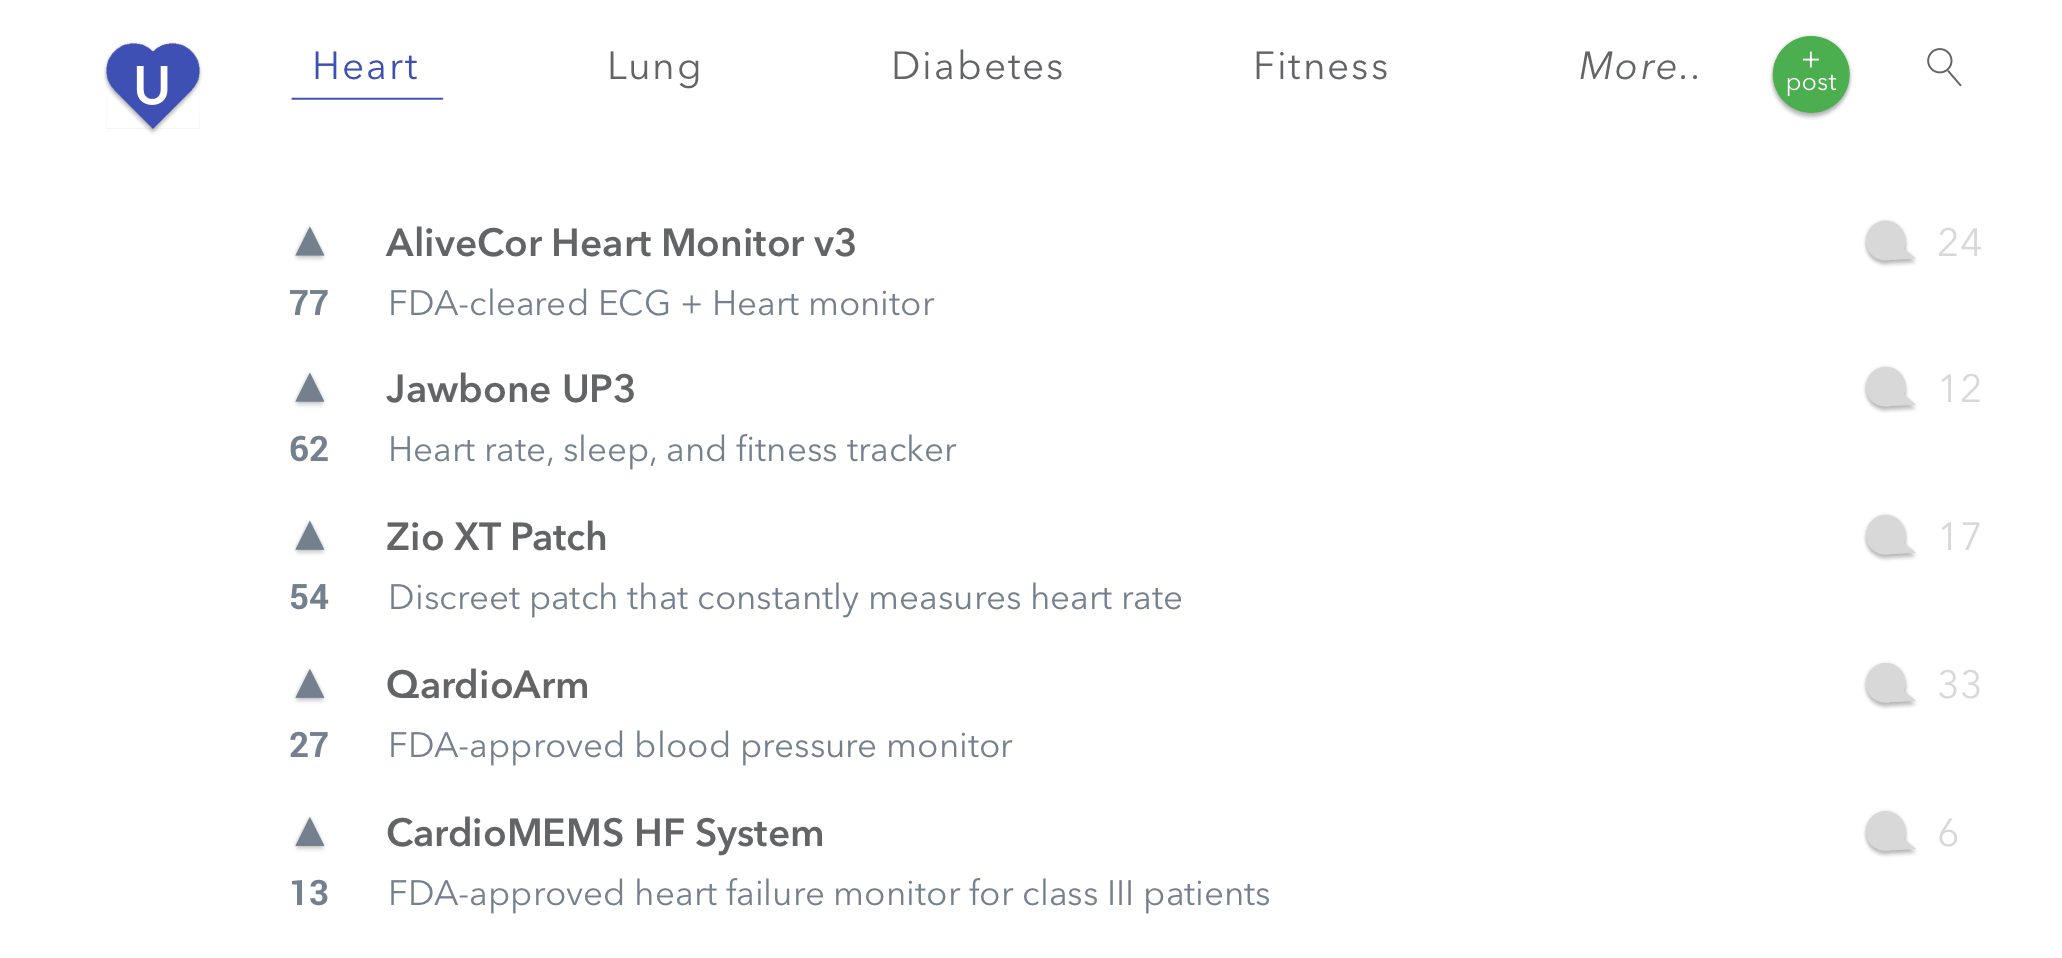 U
Heart Lung Diabetes Fitness More.. + post
AliveCor Heart Monitor v3 24
77 FDA-cleared ECG + Heart monitor
Jawbone UP3 12
62 Heart rate, sleep, and fitness tracker
Zio XT Patch 17
54 Discreet patch that constantly measures heart rate
QardioArm 33
27 FDA-approved blood pressure monitor
CardioMEMS HF System 6
13 FDA-approved heart failure monitor for class III patients